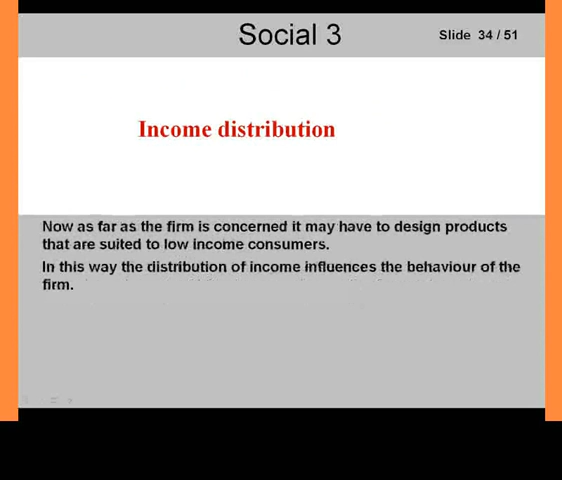 Social 3
Slide 34 / 51
Income distribution
Now as far as the firm is concerned it may have to design products
that are suited to low income consumers.
In this way the distribution of income influences the behaviour of the
firm.